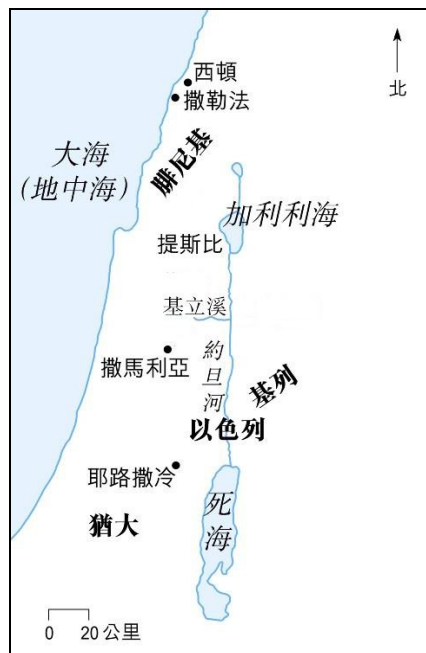 西頓
撒勒法
北
大海
(地中海)
腓尼基
加利利海
提斯比
基立溪
撒馬利亞
約旦河
基列
以色列
耶路撒冷
死海
猶大
0 20 公里